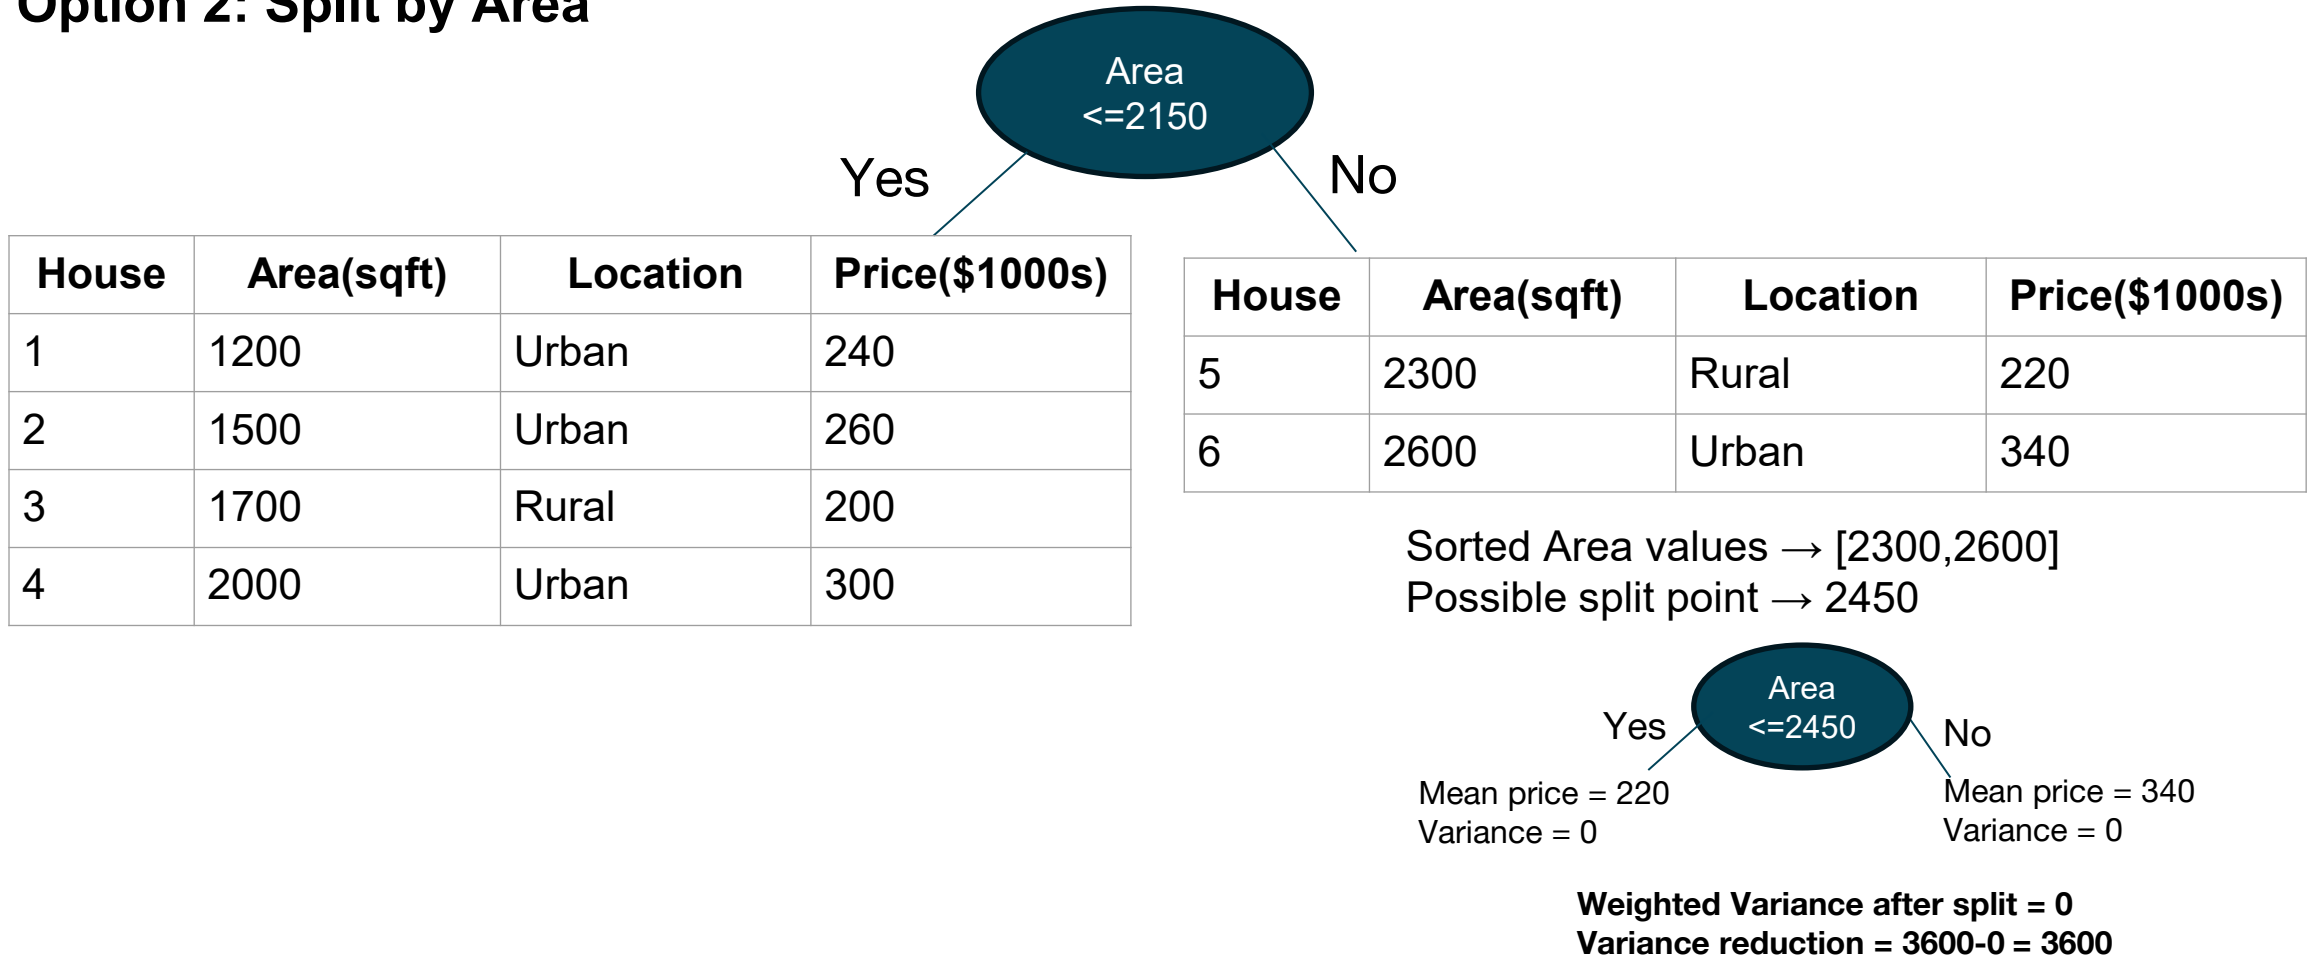 Option 2: Split by Area
Area
<=2150
Yes
No
House Area(sqft) Location Price($1000s)
1 1200 Urban 240
2 1500 Urban 260
3 1700 Rural 200
4 2000 Urban 300
House Area(sqft) Location Price($1000s)
5 2300 Rural 220
6 2600 Urban 340
Sorted Area values → [2300,2600]
Possible split point → 2450
Area
<=2450
Yes
No
Mean price = 220
Variance = 0
Mean price = 340
Variance = 0
Weighted Variance after split = 0
Variance reduction = 3600-0 = 3600